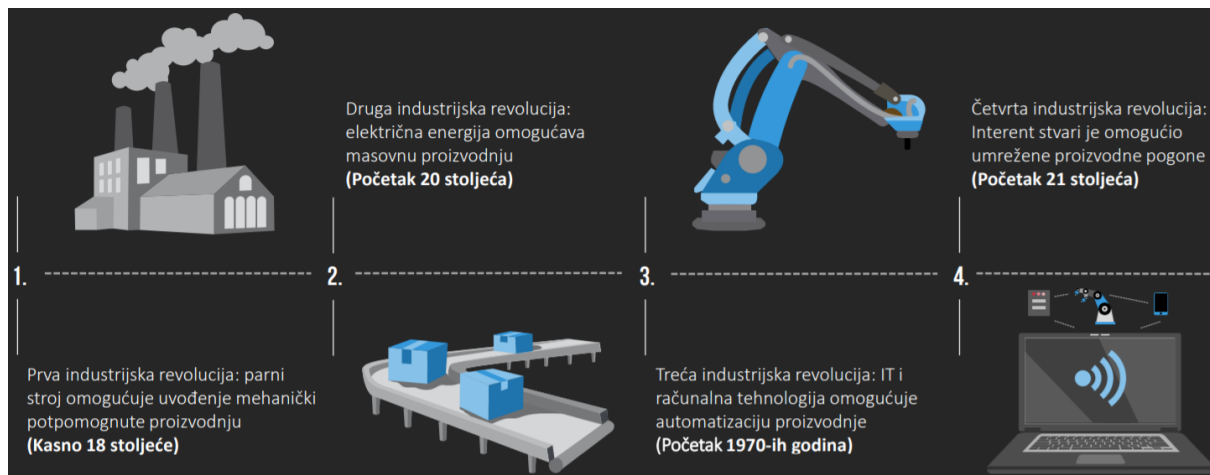 1.
Prva industrijska revolucija: parni
stroj omogućuje uvođenje mehanički
potpomognute proizvodnju
(Kasno 18 stoljeće)
2.
Druga industrijska revolucija:
električna energija omogućava
masovnu proizvodnju
(Početak 20 stoljeća)
3.
Treća industrijska revolucija: IT i
računalna tehnologija omogućuje
automatizaciju proizvodnje
(Početak 1970-ih godina)
4.
Četvrta industrijska revolucija:
Interent stvari je omogućio
umrežene proizvodne pogone
(Početak 21 stoljeća)